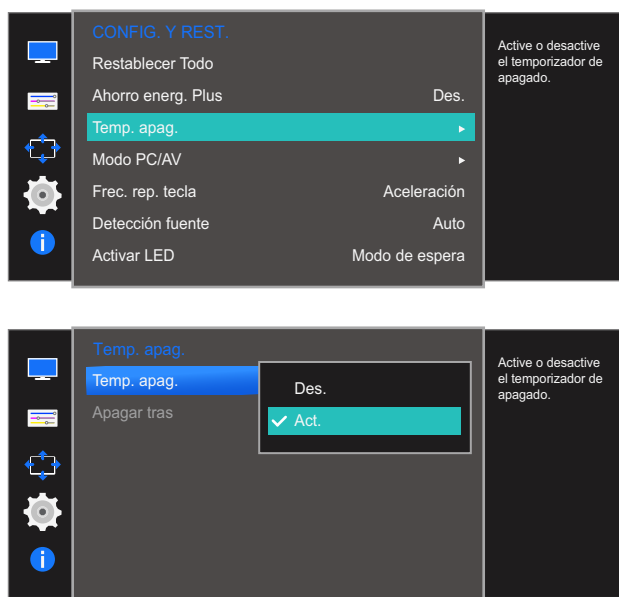 CONFIG. Y REST.
Restablecer Todo
Ahorro energ. Plus Des.
Temp. apag.
Modo PC/AV
Frec. rep. tecla Aceleración
Detección fuente Auto
Activar LED Modo de espera
Active o desactive
el temporizador de
apagado.
Temp. apag.
Temp. apag.
Apagar tras
Des.
Act.
Active o desactive
el temporizador de
apagado.